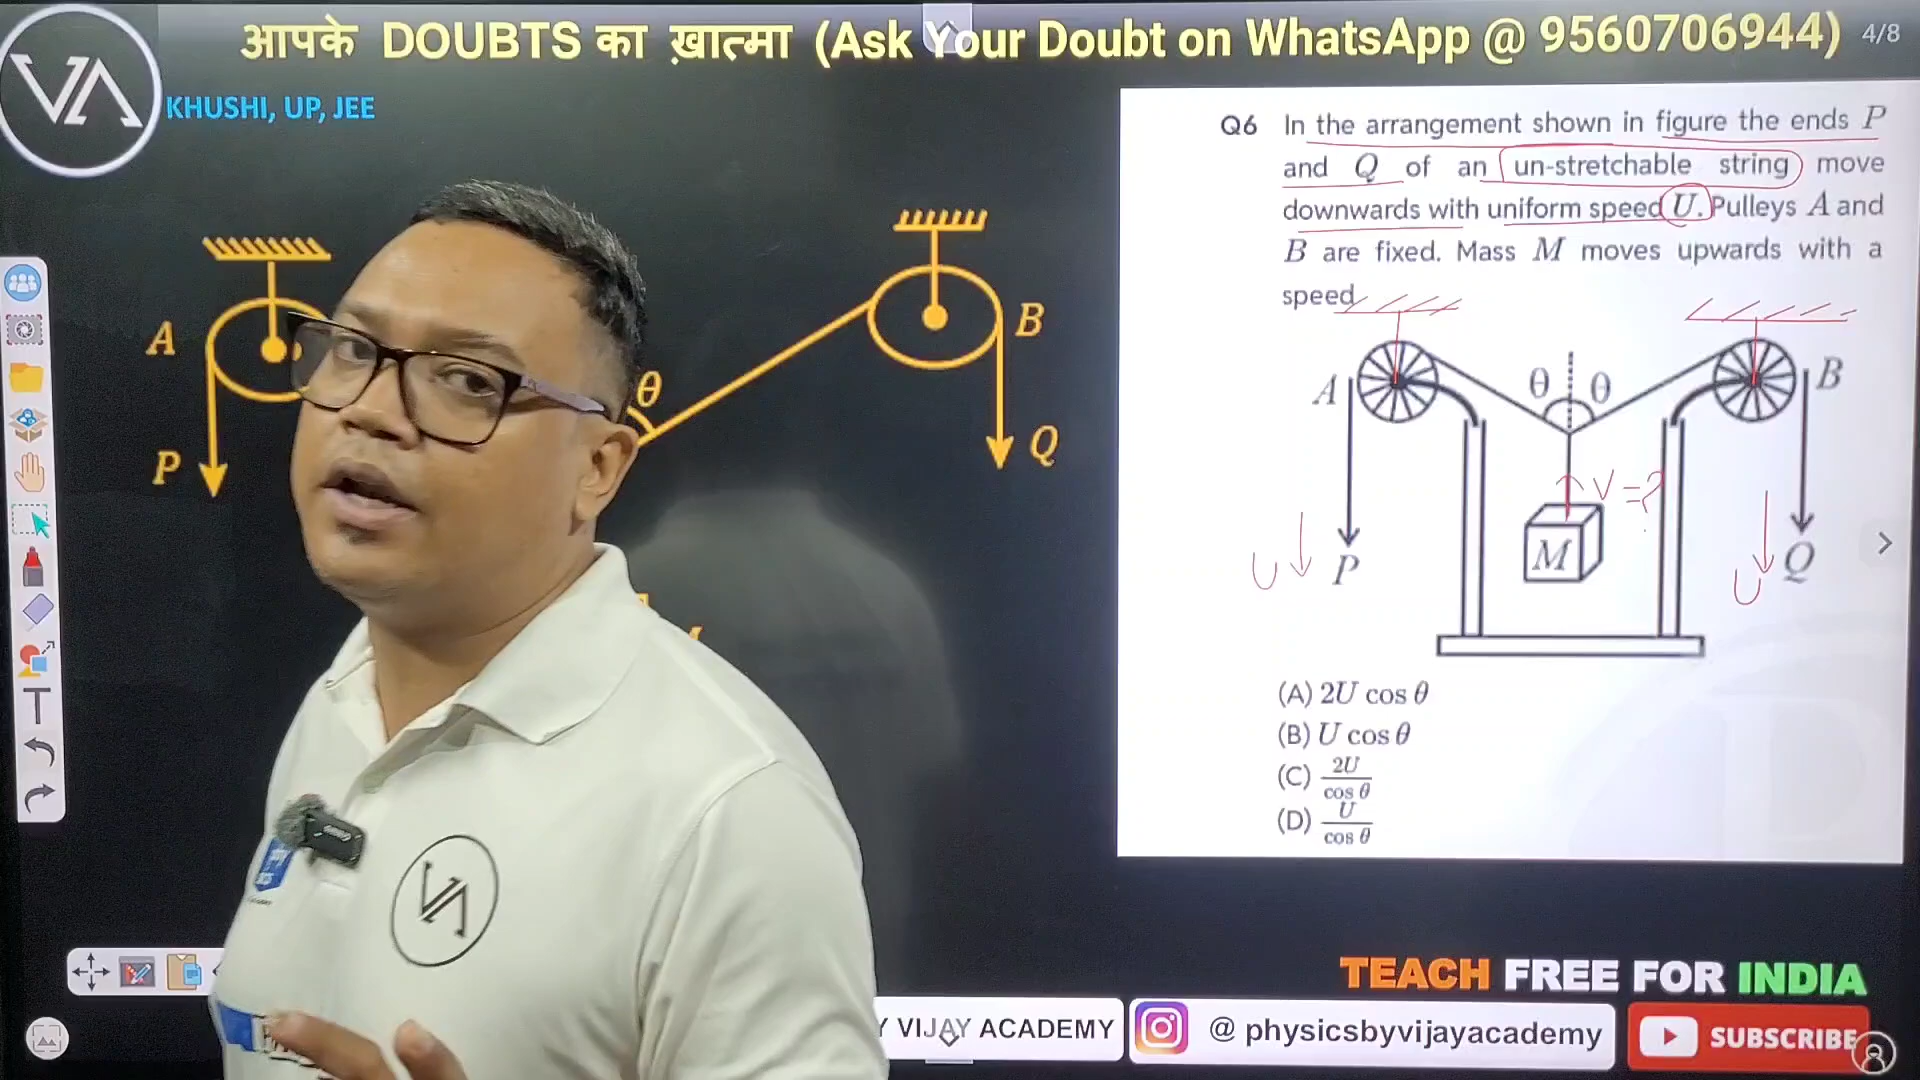 आपके DOUBTS का ख़ात्मा (Ask Your Doubt on WhatsApp @ 9560706944)
4/8
VA
KHUSHI, UP, JEE
Q6 In the arrangement shown in figure the ends P
and Q of an un-stretchable string move
downwards with uniform speed U. Pulleys A and
B are fixed. Mass M moves upwards with a
speed
A
B
θ
P
Q
A
θ θ
B
V=?
M
U
P
U
Q
(A) 2U cos θ
(B) U cos θ
(C) 2U
cos θ
(D) U
cos θ
T
VA
TEACH FREE FOR INDIA
Y VIJAY ACADEMY
@ physicsbyvijayacademy
SUBSCRIBE